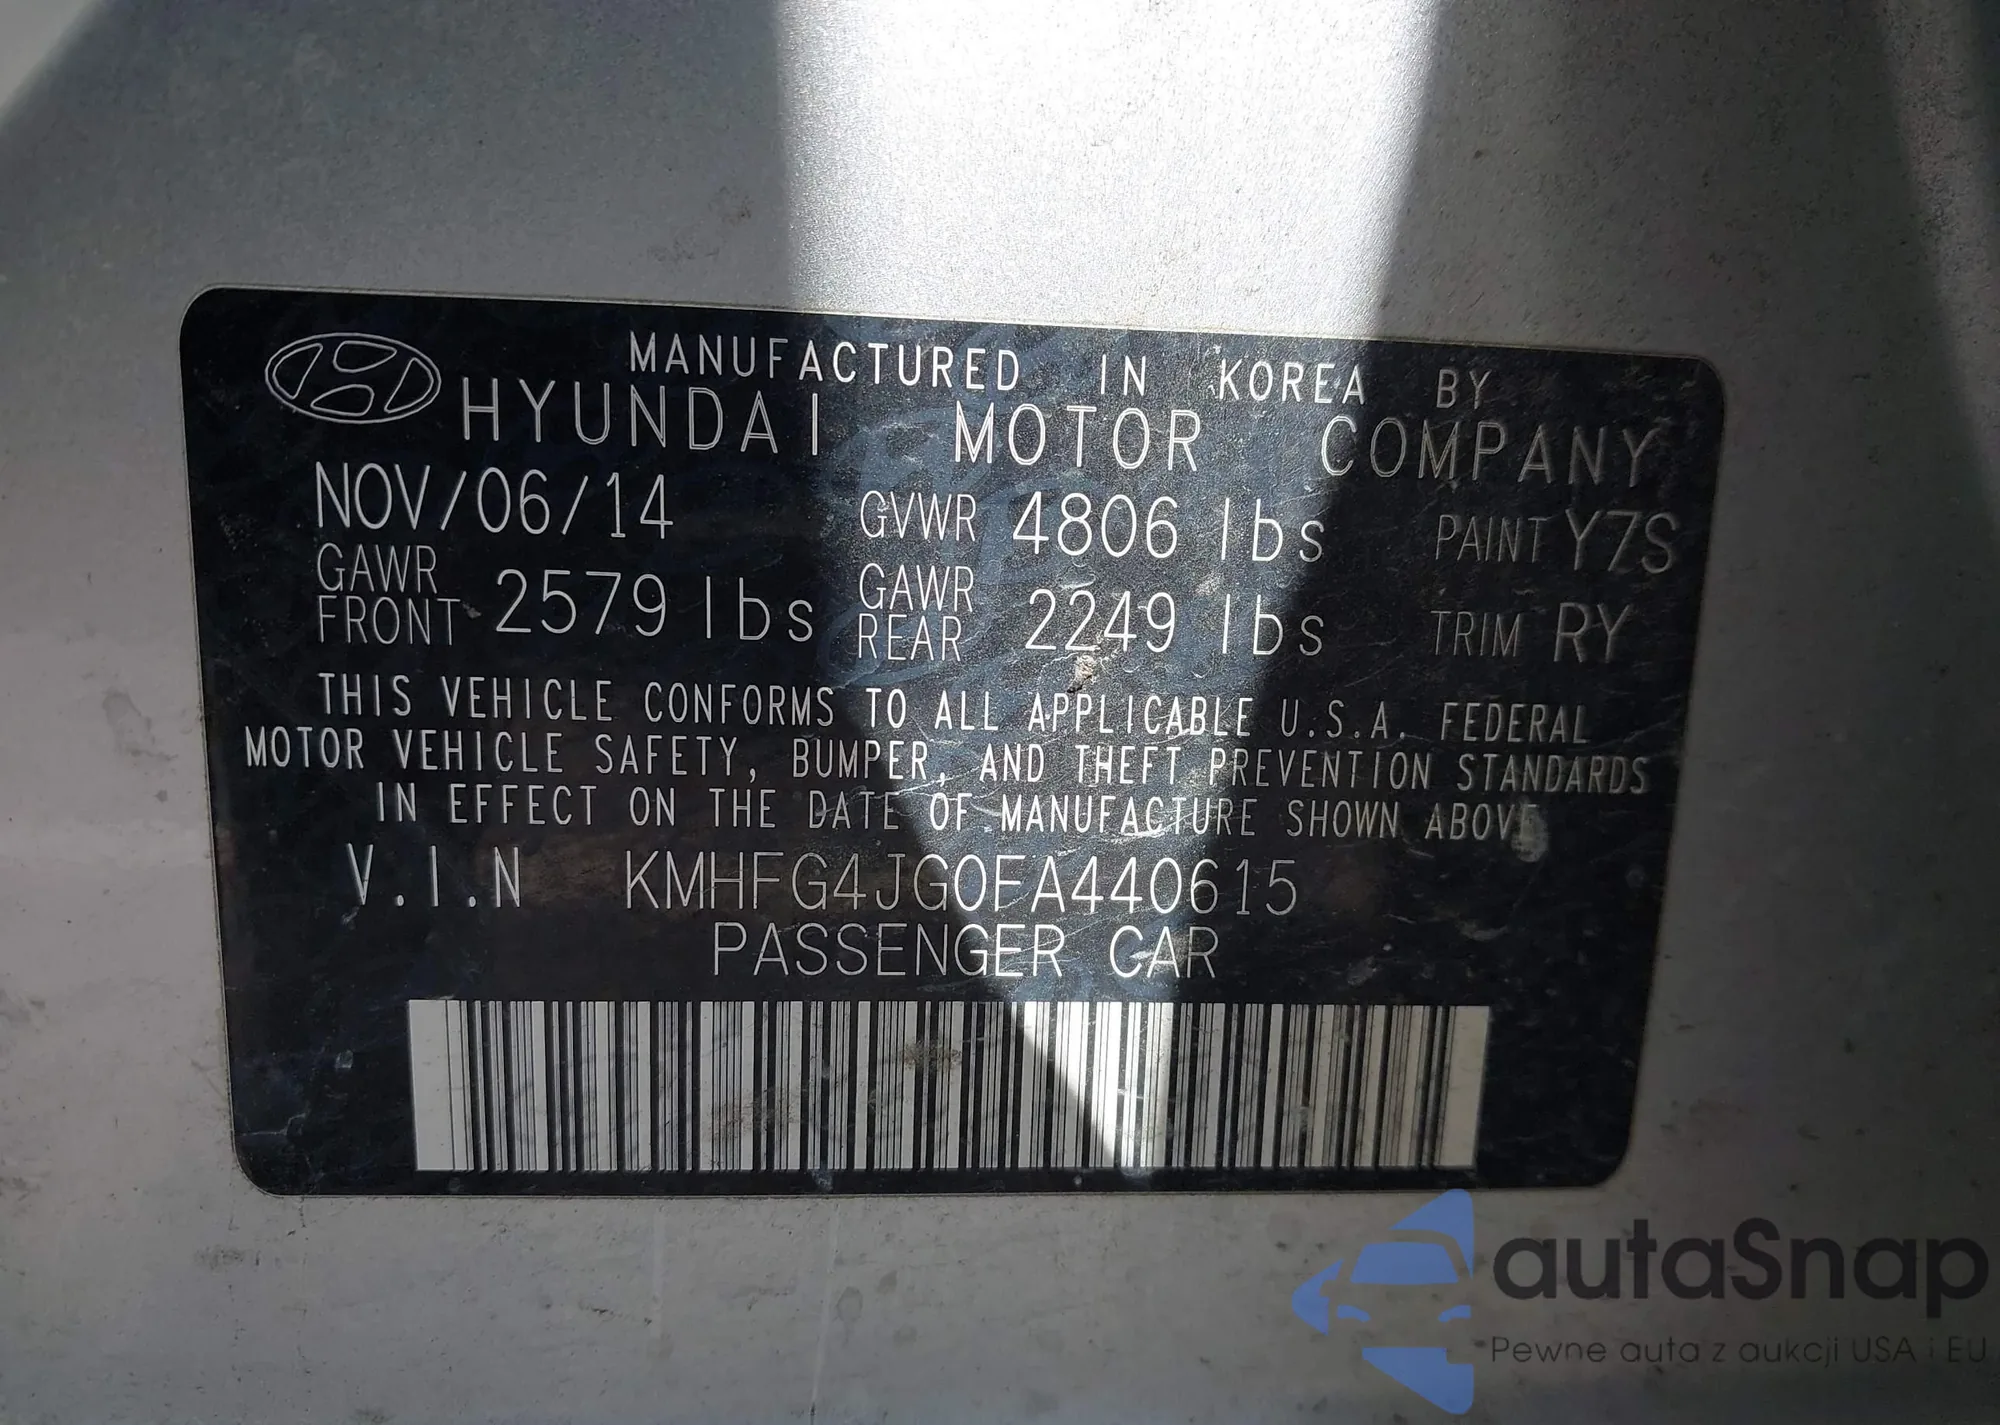 MANUFACTURED IN KOREA BY
HYUNDAI MOTOR COMPANY
NOV/06/14 GVWR 4806 lbs PAINT Y7S
GAWR FRONT 2579 lbs GAWR REAR 2249 lbs TRIM RY
THIS VEHICLE CONFORMS TO ALL APPLICABLE U.S.A. FEDERAL
MOTOR VEHICLE SAFETY, BUMPER, AND THEFT PREVENTION STANDARDS
IN EFFECT ON THE DATE OF MANUFACTURE SHOWN ABOVE
V.I.N KMHFG4JG0FA440615
PASSENGER CAR
autaSnap
Pewne auta z aukcji USA i EU